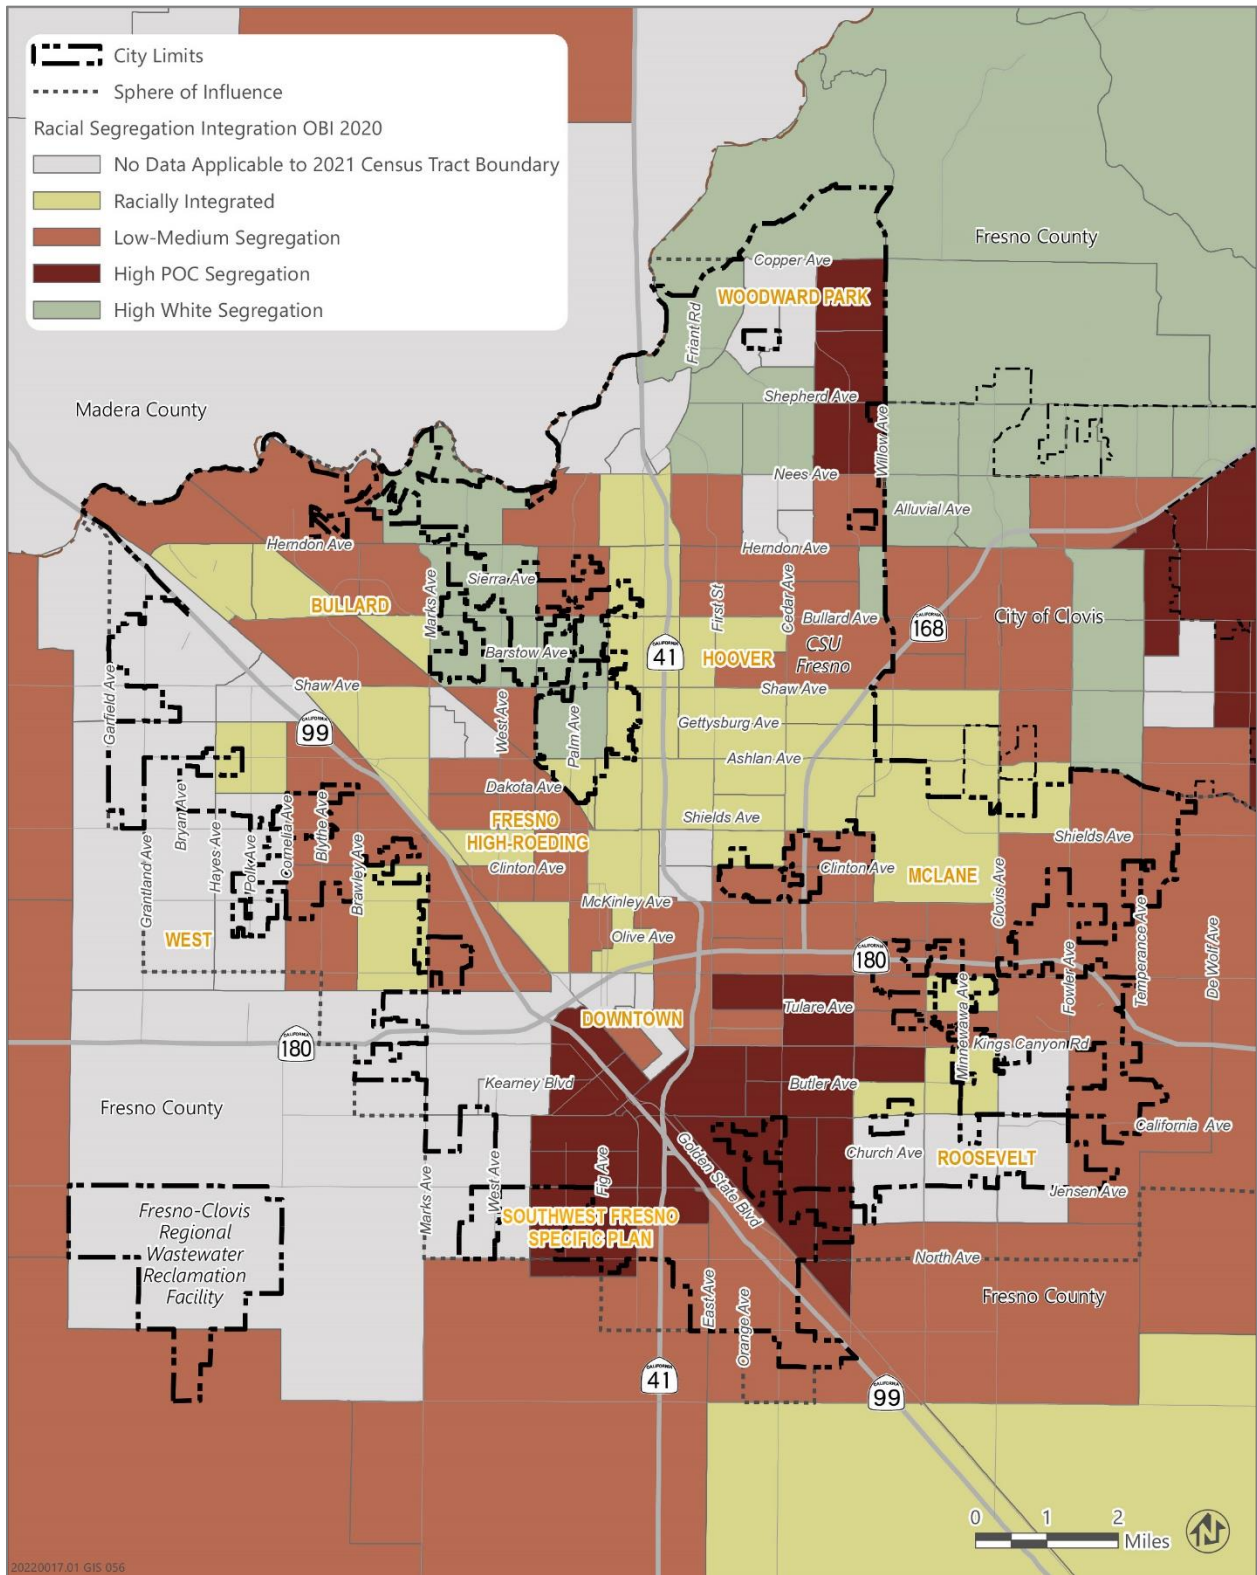 City Limits
Sphere of Influence
Racial Segregation Integration OBI 2020
No Data Applicable to 2021 Census Tract Boundary
Racially Integrated
Low-Medium Segregation
High POC Segregation
High White Segregation
Fresno County
Copper Ave
WOODWARD PARK
Friant Rd
Shepherd Ave
Madera County
Willow Ave
Nees Ave
Alluvial Ave
Herndon Ave
Herndon Ave
Sierra Ave
Marks Ave
BULLARD
First St
Cedar Ave
Bullard Ave
CALIFORNIA
168
City of Clovis
CALIFORNIA
41
Barstow Ave
HOOVER
CSU
Fresno
Shaw Ave
Shaw Ave
Garfield Ave
West Ave
Palm Ave
Gettysburg Ave
CALIFORNIA
99
Ashlan Ave
Dakota Ave
Bryan Ave
Grantland Ave
Hayes Ave
Polk Ave
Cornelia Ave
Blythe Ave
Brawley Ave
FRESNO
HIGH-ROEDING
Shields Ave
Shields Ave
Clinton Ave
Clinton Ave
MCLANE
Clovis Ave
McKinley Ave
WEST
Olive Ave
CALIFORNIA
180
Fowler Ave
Temperance Ave
De Wolf Ave
Tulare Ave
DOWNTOWN
Minnewawa Ave
CALIFORNIA
180
Kings Canyon Rd
Kearney Blvd
Butler Ave
Fresno County
California Ave
Golden State Blvd
Church Ave
ROOSEVELT
Fig Ave
West Ave
Marks Ave
Jensen Ave
Fresno-Clovis
Regional
Wastewater
Reclamation
Facility
SOUTHWEST FRESNO
SPECIFIC PLAN
North Ave
East Ave
Orange Ave
Fresno County
CALIFORNIA
41
CALIFORNIA
99
0 1 2
Miles
N
20220017.01 GIS 056